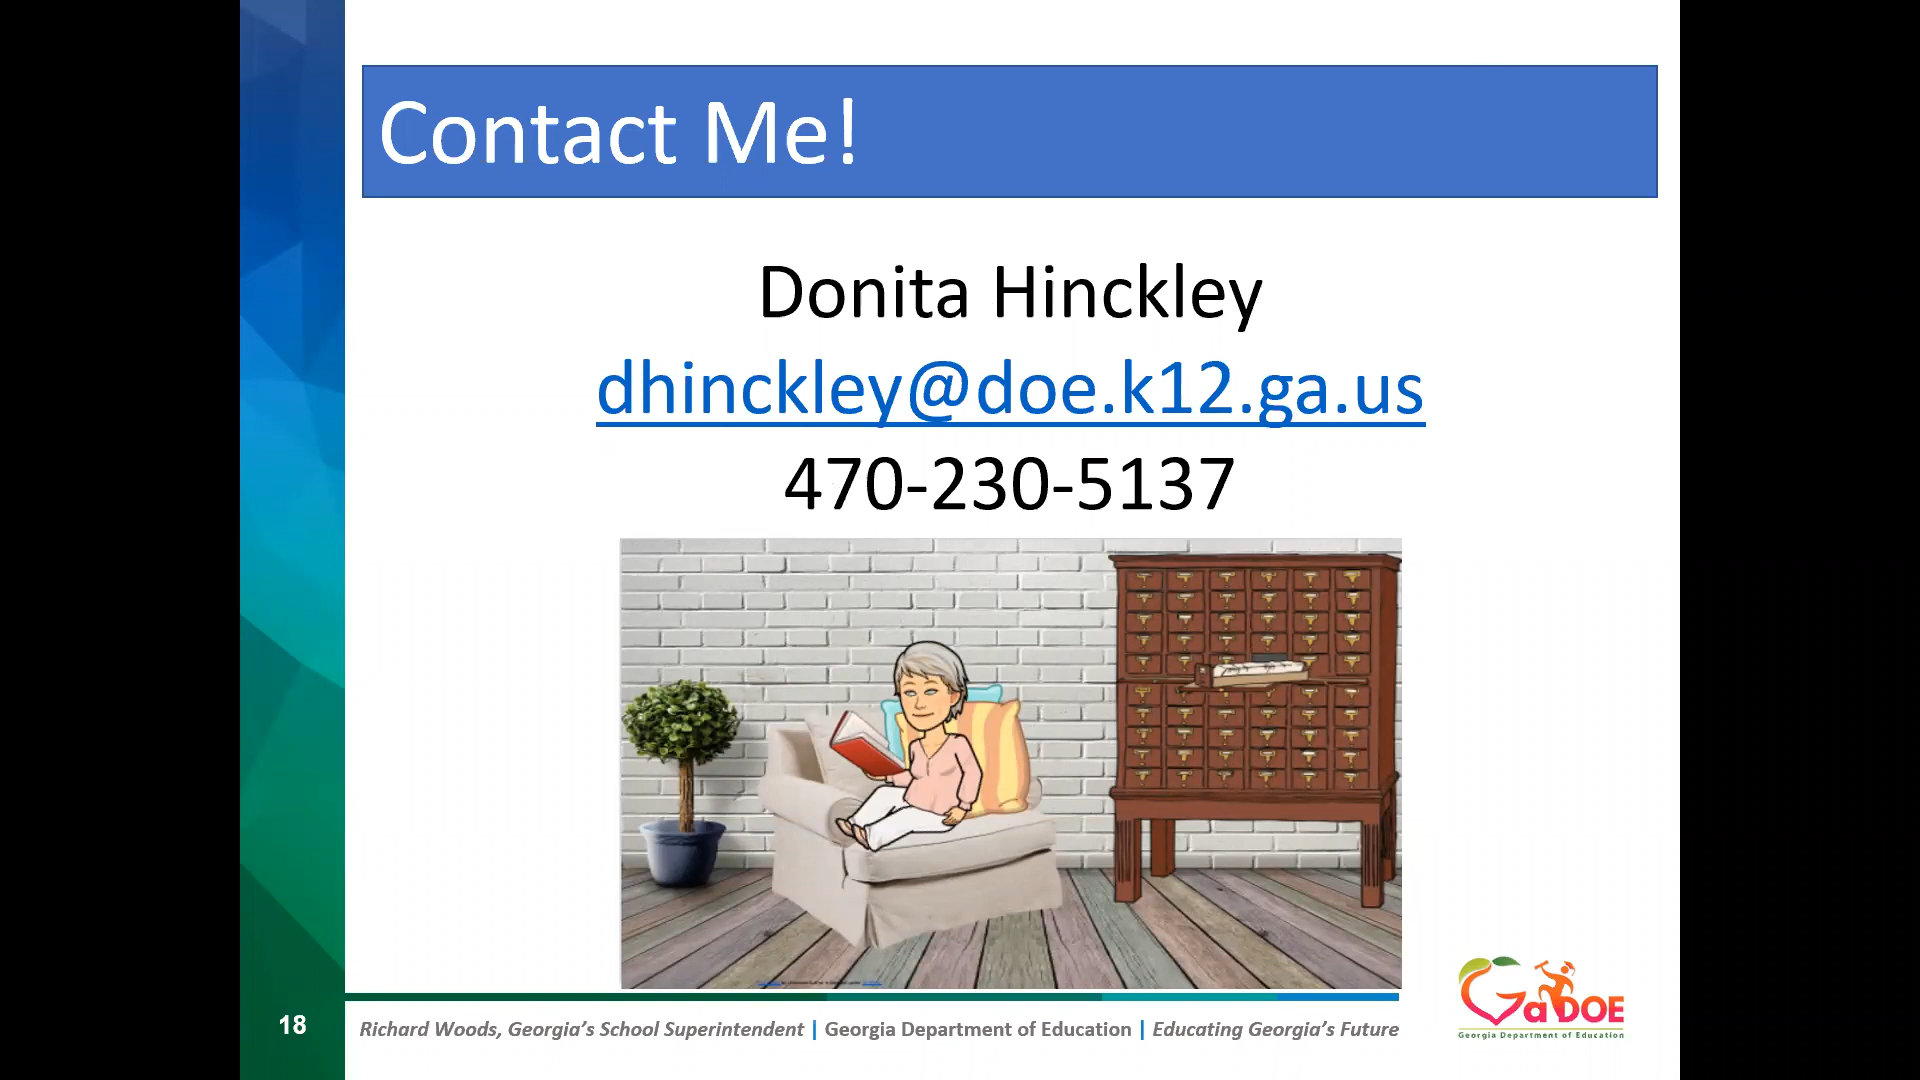 Contact Me!
Donita Hinckley
dhinckley@doe.k12.ga.us
470-230-5137
18
Richard Woods, Georgia's School Superintendent | Georgia Department of Education | Educating Georgia's Future
GaDOE
Georgia Department of Education